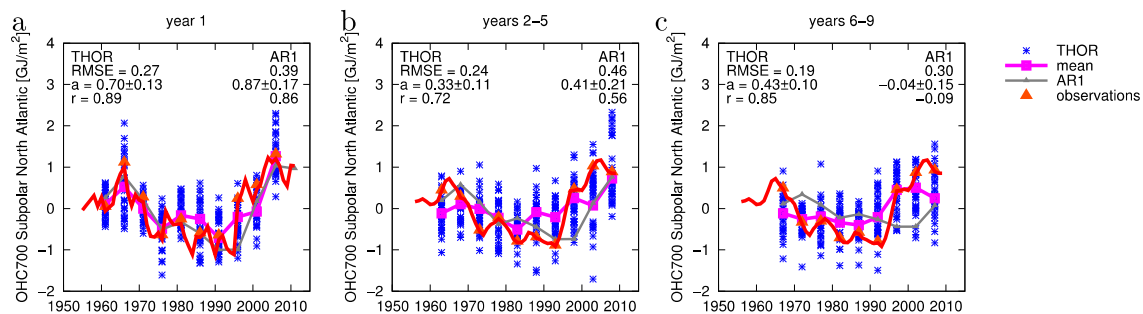 a
year 1
OHC700 Subpolar North Atlantic [GJ/m²]
4
3
2
1
0
−1
−2
THOR AR1
RMSE = 0.27 0.39
a = 0.70±0.13 0.87±0.17
r = 0.89 0.86
1950 1960 1970 1980 1990 2000 2010
b
years 2−5
OHC700 Subpolar North Atlantic [GJ/m²]
4
3
2
1
0
−1
−2
THOR AR1
RMSE = 0.24 0.46
a = 0.33±0.11 0.41±0.21
r = 0.72 0.56
1950 1960 1970 1980 1990 2000 2010
c
years 6−9
OHC700 Subpolar North Atlantic [GJ/m²]
4
3
2
1
0
−1
−2
THOR AR1
RMSE = 0.19 0.30
a = 0.43±0.10 −0.04±0.15
r = 0.85 −0.09
1950 1960 1970 1980 1990 2000 2010
THOR
mean
AR1
observations